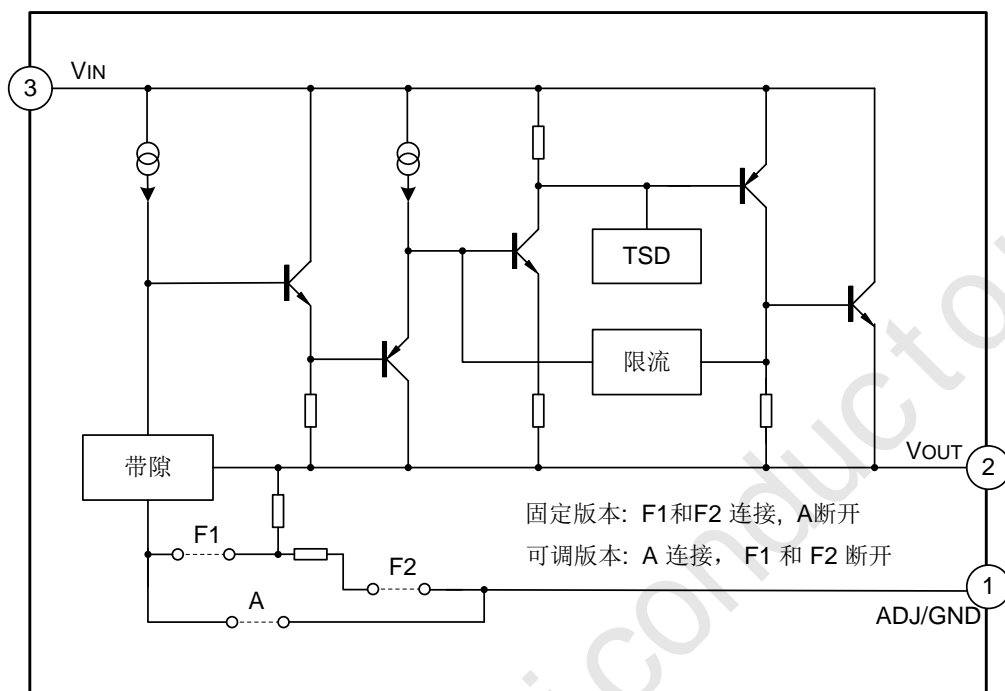 3
VIN
TSD
限流
带隙
VOUT
2
固定版本: F1和F2 连接, A断开
F1
可调版本: A 连接, F1 和 F2 断开
F2
1
A
ADJ/GND
iconductor